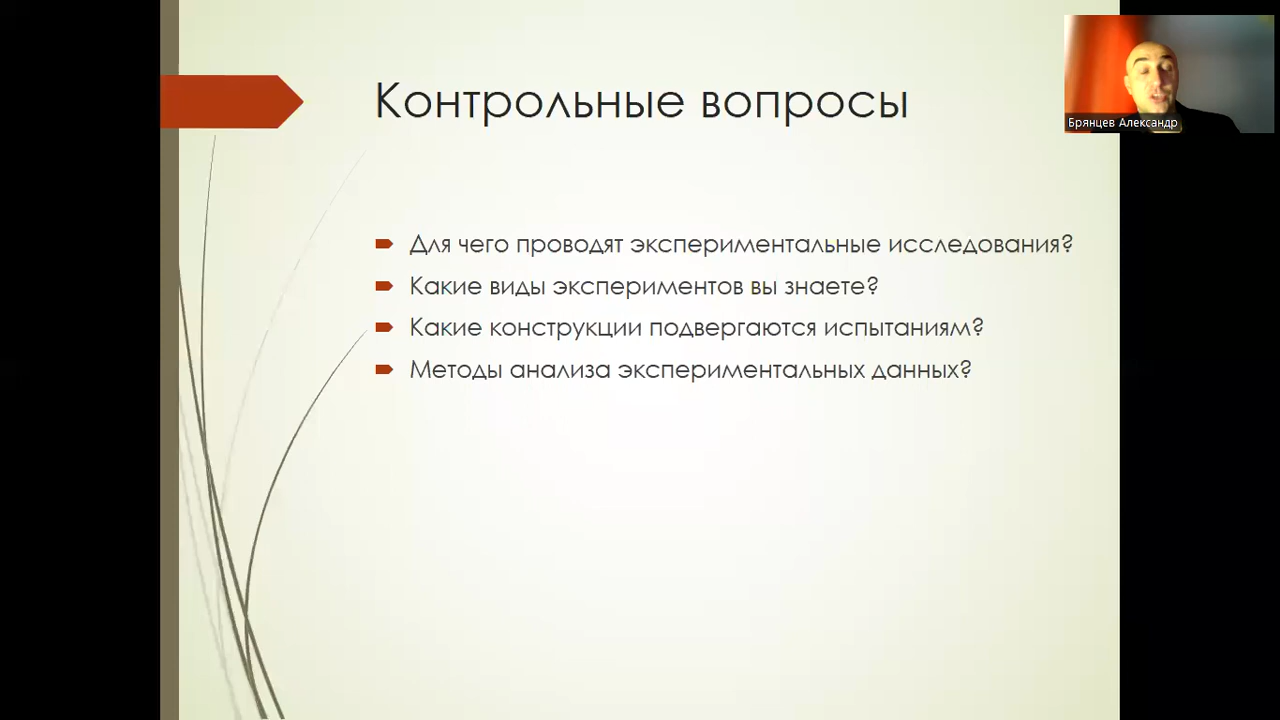 Контрольные вопросы
Брянцев Александр
Для чего проводят экспериментальные исследования?
Какие виды экспериментов вы знаете?
Какие конструкции подвергаются испытаниям?
Методы анализа экспериментальных данных?